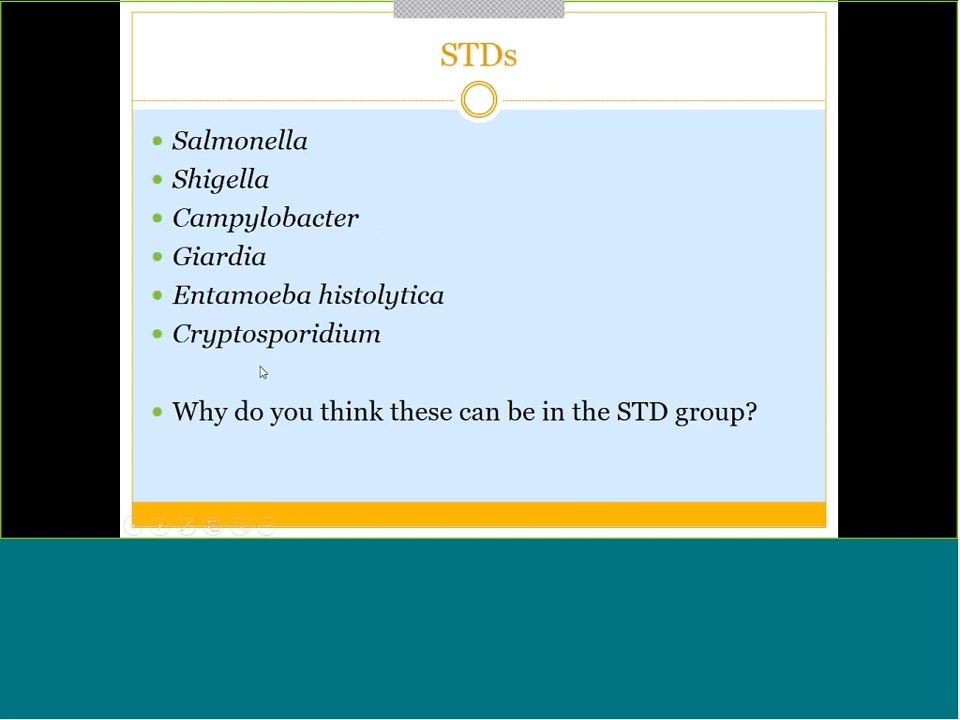 STDs
Salmonella
Shigella
Campylobacter
Giardia
Entamoeba histolytica
Cryptosporidium
Why do you think these can be in the STD group?